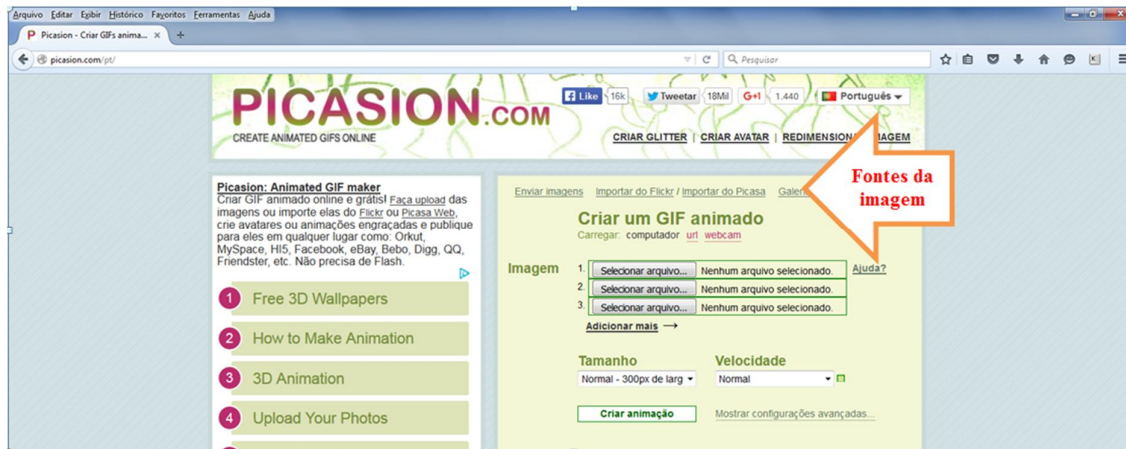 Arquivo Editar Exibir Histórico Favoritos Ferramentas Ajuda
P Picasion - Criar GIFs anima... × +
picasion.com/pt/
Pesquisar
PICASION.COM
CREATE ANIMATED GIFS ONLINE
Like 16k Tweetar 18Mil G+1 1.440 Português
CRIAR GLITTER | CRIAR AVATAR |
Fontes da
imagem
Picasion: Animated GIF maker
Criar GIF animado online e grátis! Faça upload das
imagens ou importe elas do Flickr ou Picasa Web,
crie avatares ou animações engraçadas e publique
para eles em qualquer lugar como: Orkut,
MySpace, HI5, Facebook, eBay, Bebo, Digg, QQ,
Friendster, etc. Não precisa de Flash.
1 Free 3D Wallpapers
2 How to Make Animation
3 3D Animation
4 Upload Your Photos
Enviar imagens Importar do Flickr / Importar do Picasa
Criar um GIF animado
Carregar: computador url webcam
Imagem 1. Selecionar arquivo... Nenhum arquivo selecionado. Ajuda?
2. Selecionar arquivo... Nenhum arquivo selecionado.
3. Selecionar arquivo... Nenhum arquivo selecionado.
Adicionar mais →
Tamanho Velocidade
Normal - 300px de larg Normal
Criar animação Mostrar configurações avançadas...